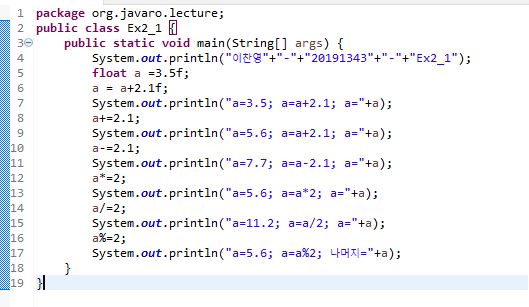 1 package org.javaro.lecture;
2 public class Ex2_1 {
3 public static void main(String[] args) {
4 System.out.println("이찬영"+"-"+"20191343"+"-"+"Ex2_1");
5 float a =3.5f;
6 a = a+2.1f;
7 System.out.println("a=3.5; a=a+2.1; a="+a);
8 a+=2.1;
9 System.out.println("a=5.6; a=a+2.1; a="+a);
10 a-=2.1;
11 System.out.println("a=7.7; a=a-2.1; a="+a);
12 a*=2;
13 System.out.println("a=5.6; a=a*2; a="+a);
14 a/=2;
15 System.out.println("a=11.2; a=a/2; a="+a);
16 a%=2;
17 System.out.println("a=5.6; a=a%2; 나머지="+a);
18 }
19 }